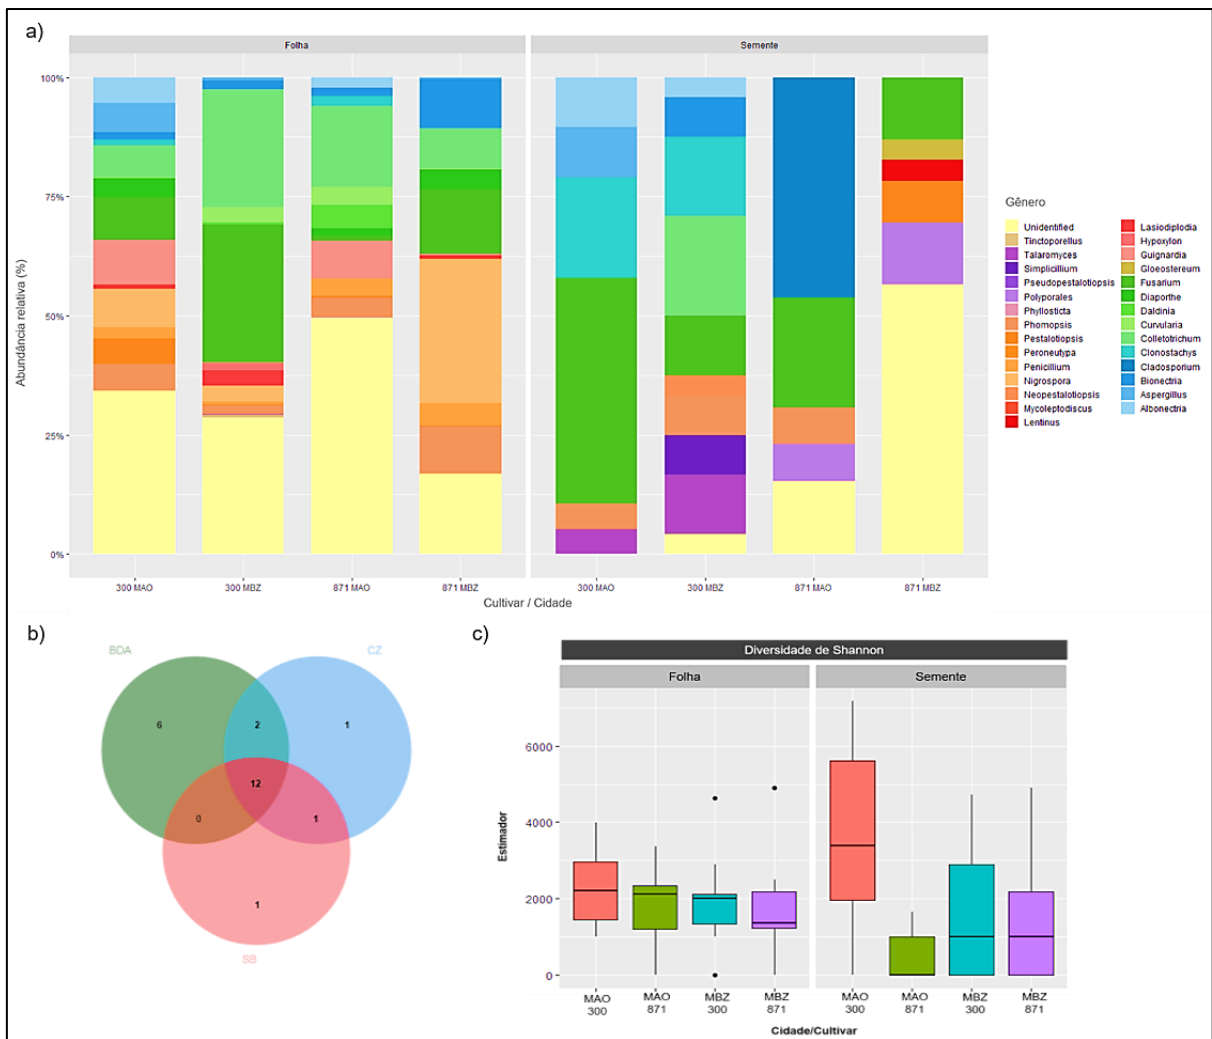 a)
Folha
Semente
100%
75%
50%
25%
0%
Abundância relativa (%)
300 MAO
300 MBZ
871 MAO
871 MBZ
300 MAO
300 MBZ
871 MAO
871 MBZ
Cultivar / Cidade
Gênero
Unidentified
Tinctoporellus
Talaromyces
Simplicillium
Pseudopestalotiopsis
Polyporales
Phyllosticta
Phomopsis
Pestalotiopsis
Peroneutypa
Penicillium
Nigrospora
Neopestalotiopsis
Mycoleptodiscus
Lentinus
Lasiodiplodia
Hypoxylon
Guignardia
Gloeostereum
Fusarium
Diaporthe
Daldinia
Curvularia
Colletotrichum
Clonostachys
Cladosporium
Bionectria
Aspergillus
Albonectria
b)
BDA
CZ
6
2
1
12
0
1
1
SB
c)
Diversidade de Shannon
Folha
Semente
6000
4000
2000
0
Estimador
MAO
300
MAO
871
MBZ
300
MBZ
871
MAO
300
MAO
871
MBZ
300
MBZ
871
Cidade/Cultivar